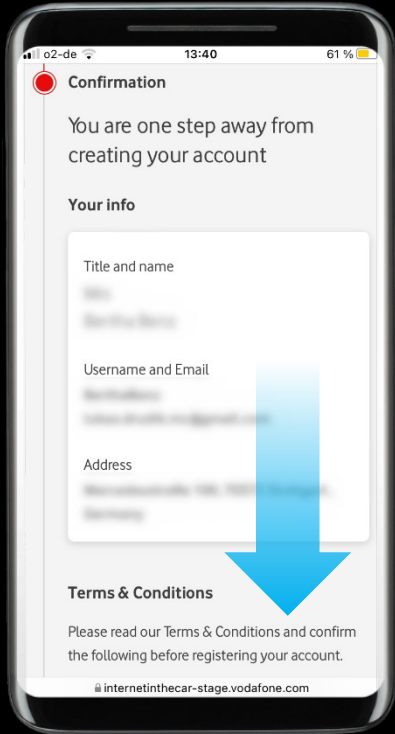 o2-de 13:40 61 %
Confirmation
You are one step away from
creating your account
Your info
Title and name
Username and Email
Address
Germany
Terms & Conditions
Please read our Terms & Conditions and confirm
the following before registering your account.
internetinthecar-stage.vodafone.com